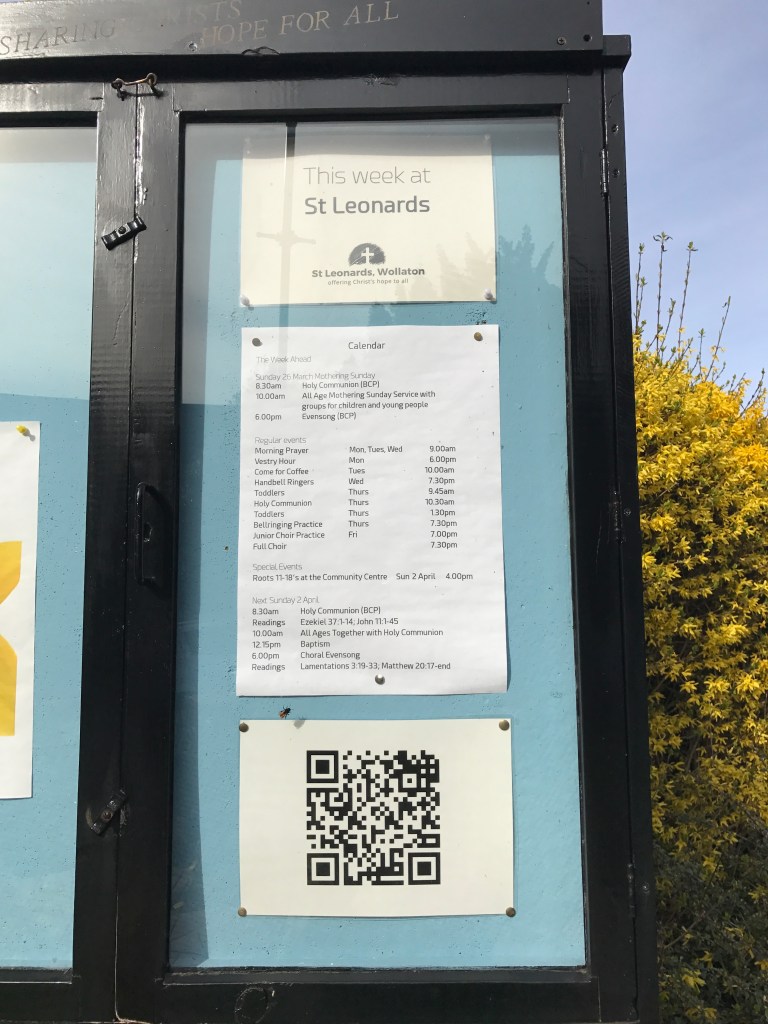 SHARING CHRISTS HOPE FOR ALL
This week at
St Leonards
St Leonards, Wollaton
offering Christ's hope to all
Calendar
The Week Ahead
Sunday 26 March Mothering Sunday
8.30am Holy Communion (BCP)
10.00am All Age Mothering Sunday Service with
groups for children and young people
6.00pm Evensong (BCP)
Regular events
Morning Prayer Mon, Tues, Wed 9.00am
Vestry Hour Mon 6.00pm
Come for Coffee Tues 10.00am
Handbell Ringers Wed 7.30pm
Toddlers Thurs 9.45am
Holy Communion Thurs 10.30am
Toddlers Thurs 1.30pm
Bellringing Practice Thurs 7.30pm
Junior Choir Practice Fri 7.00pm
Full Choir 7.30pm
Special Events
Roots 11-18's at the Community Centre Sun 2 April 4.00pm
Next Sunday 2 April
8.30am Holy Communion (BCP)
Readings Ezekiel 37:1-14; John 11:1-45
10.00am All Ages Together with Holy Communion
12.15pm Baptism
6.00pm Choral Evensong
Readings Lamentations 3:19-33; Matthew 20:17-end